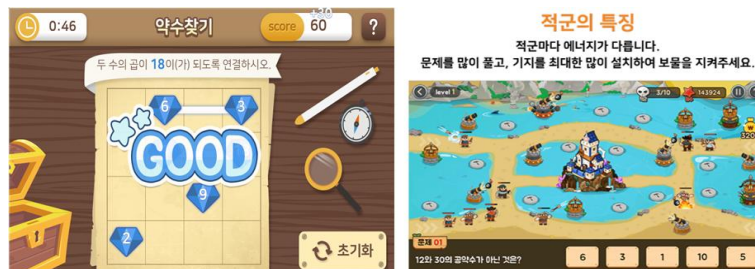 0:46
약수찾기
score 60
+30
?
두 수의 곱이 18이(가) 되도록 연결하시오.
6
3
GOOD
9
2
초기화
적군의 특징
적군마다 에너지가 다릅니다.
문제를 많이 풀고, 기지를 최대한 많이 설치하여 보물을 지켜주세요.
level 1
3/10
143924
320
문제 01
12와 30의 공약수가 아닌 것은?
6
3
1
10
5